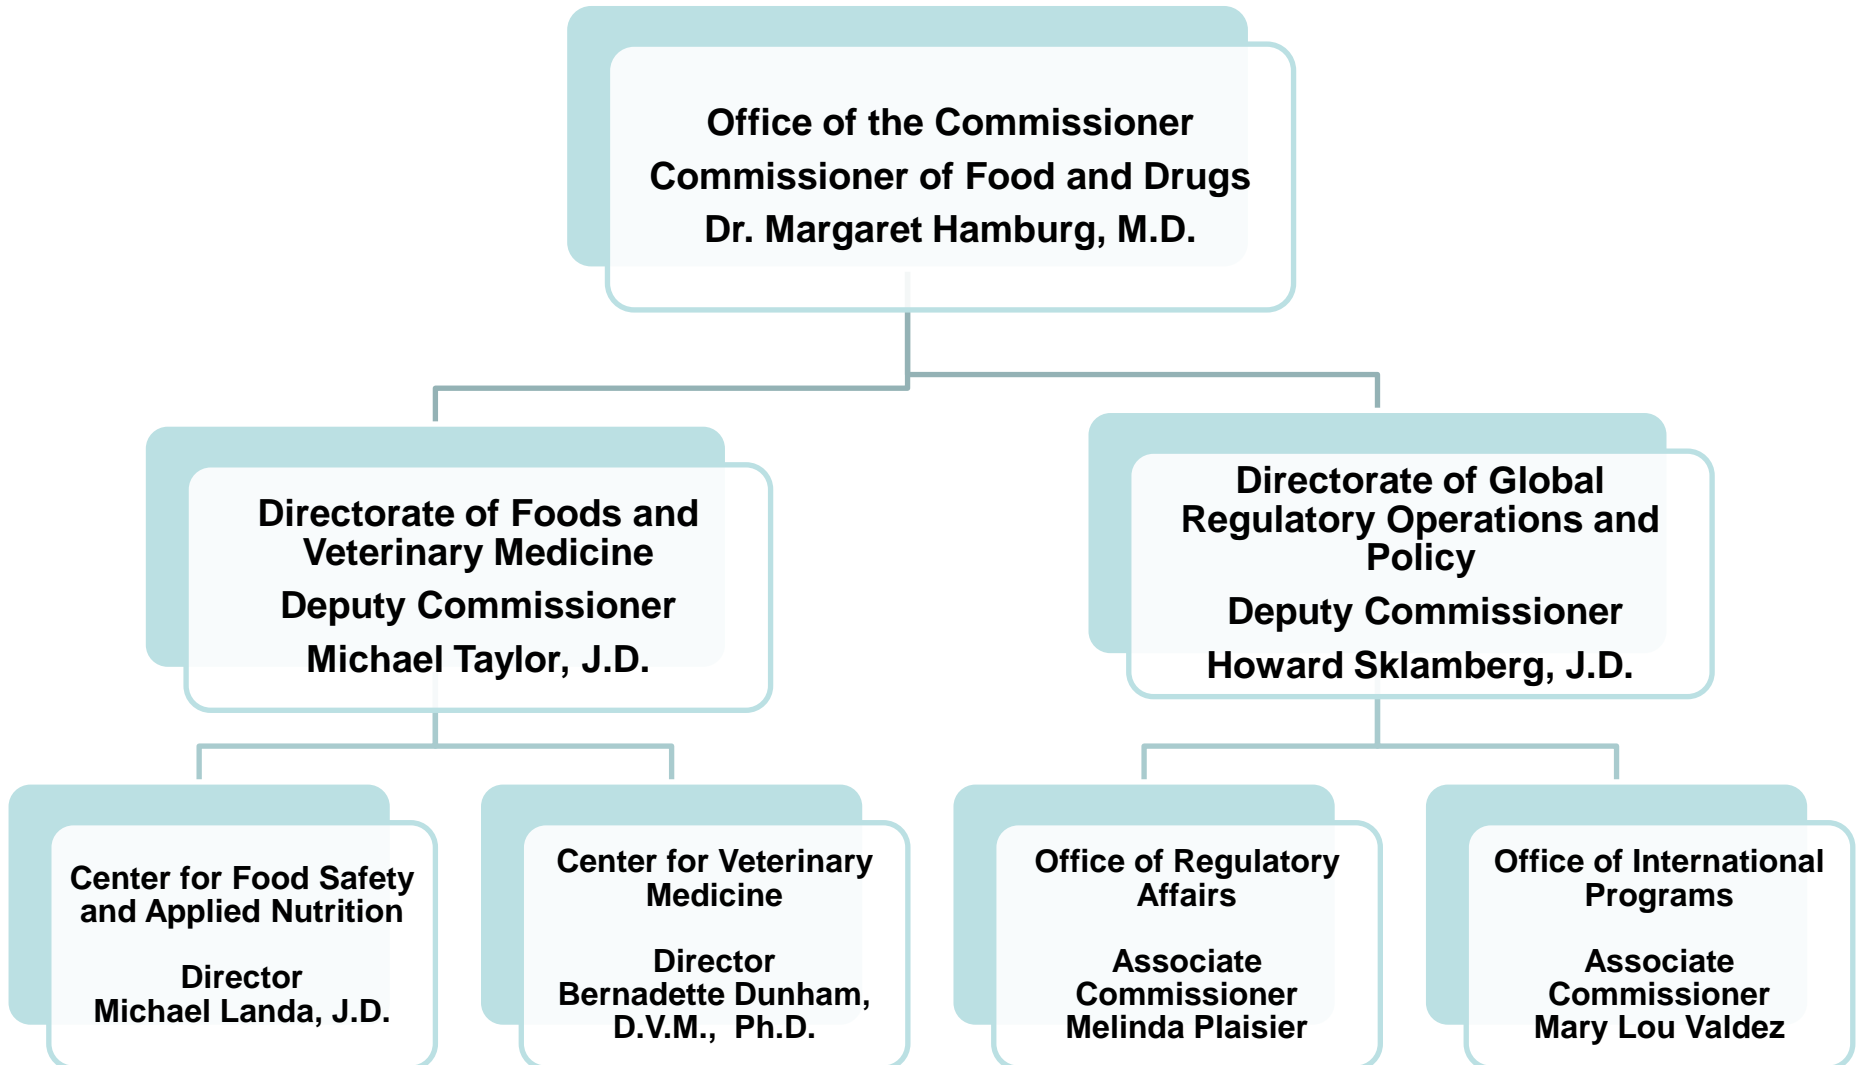 Office of the Commissioner
Commissioner of Food and Drugs
Dr. Margaret Hamburg, M.D.
Directorate of Foods and
Veterinary Medicine
Deputy Commissioner
Michael Taylor, J.D.
Directorate of Global
Regulatory Operations and
Policy
Deputy Commissioner
Howard Sklamberg, J.D.
Center for Food Safety
and Applied Nutrition
Director
Michael Landa, J.D.
Center for Veterinary
Medicine
Director
Bernadette Dunham,
D.V.M., Ph.D.
Office of Regulatory
Affairs
Associate
Commissioner
Melinda Plaisier
Office of International
Programs
Associate
Commissioner
Mary Lou Valdez